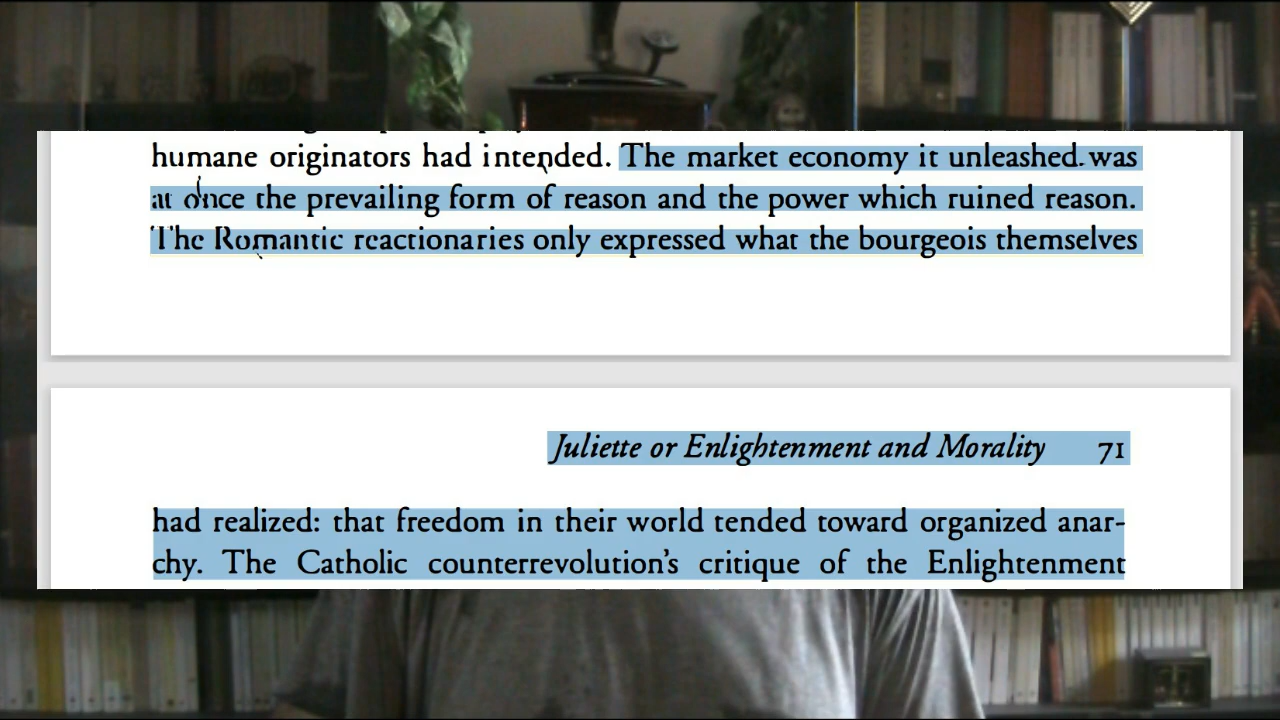 humane originators had intended. The market economy it unleashed was
at once the prevailing form of reason and the power which ruined reason.
The Romantic reactionaries only expressed what the bourgeois themselves
Juliette or Enlightenment and Morality 71
had realized: that freedom in their world tended toward organized anar-
chy. The Catholic counterrevolution's critique of the Enlightenment